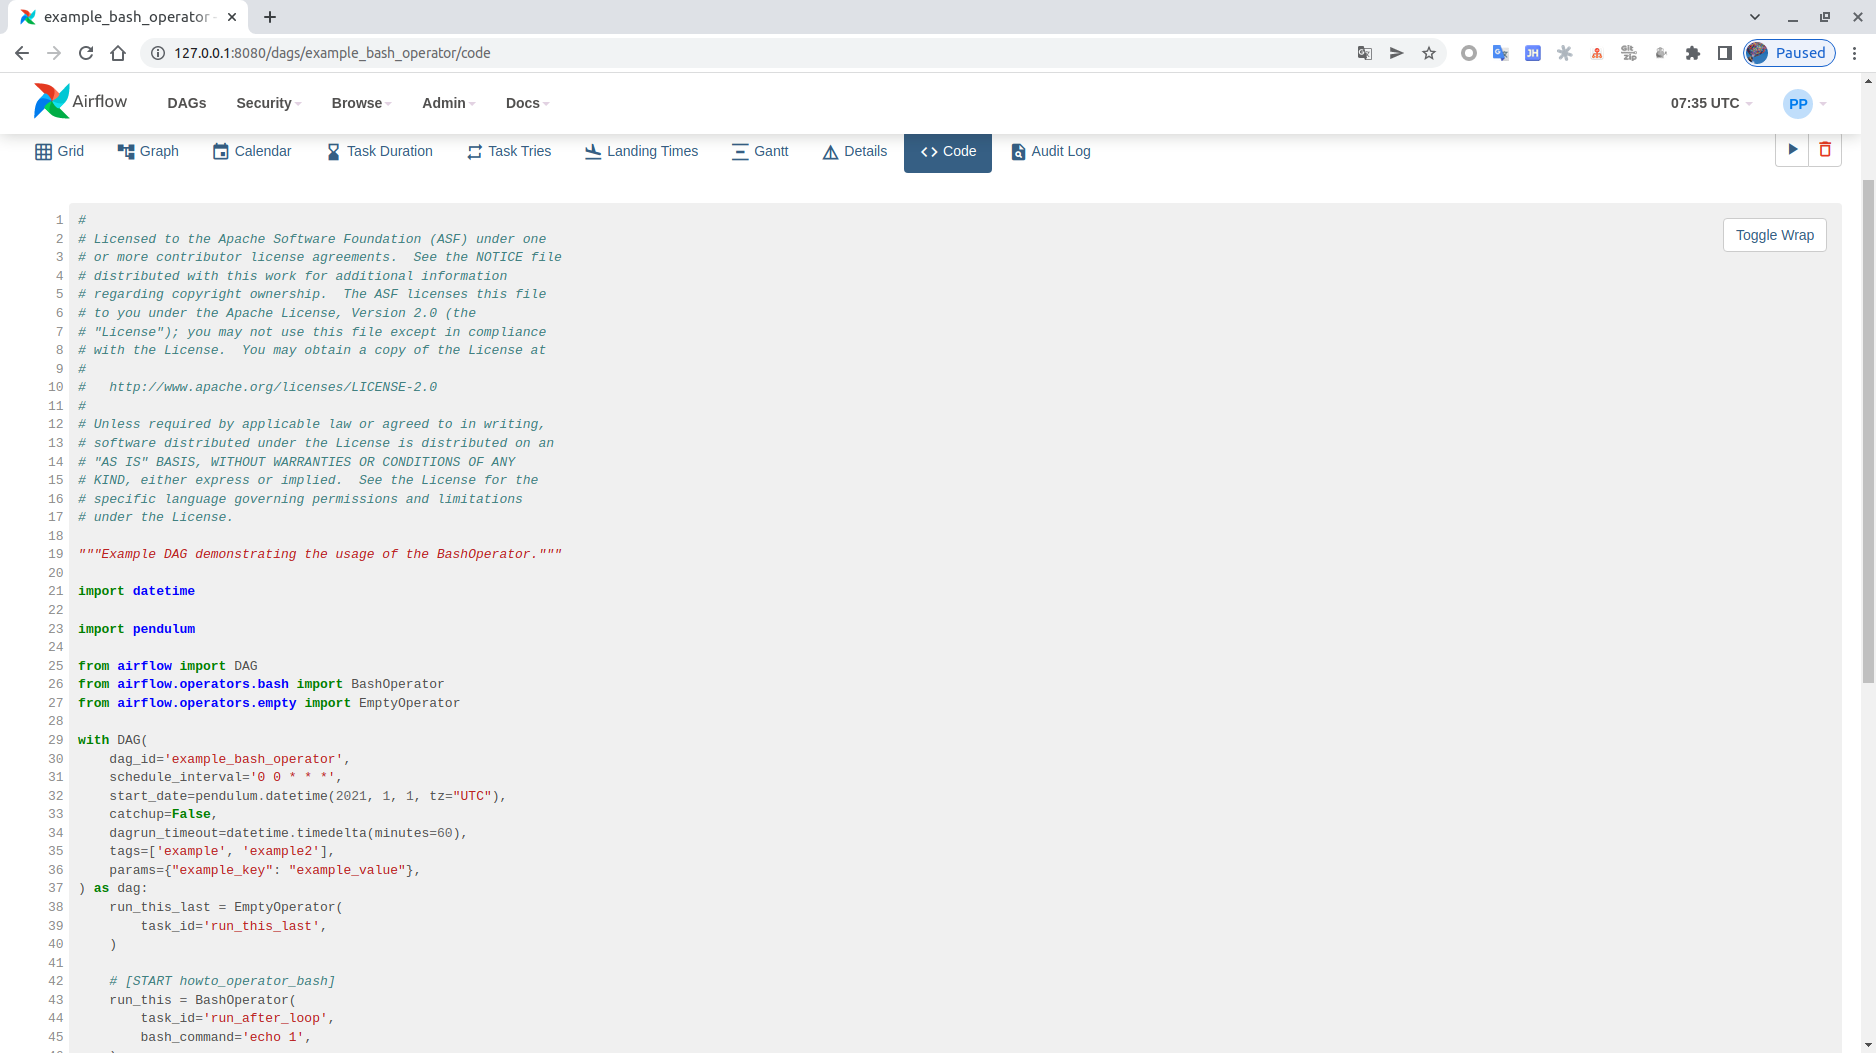 example_bash_operator -
127.0.0.1:8080/dags/example_bash_operator/code
JH
Git
Zip
Paused
Airflow
DAGs
Security
Browse
Admin
Docs
07:35 UTC
PP
Grid
Graph
Calendar
Task Duration
Task Tries
Landing Times
Gantt
Details
Code
Audit Log
Toggle Wrap
1 #
2 # Licensed to the Apache Software Foundation (ASF) under one
3 # or more contributor license agreements.  See the NOTICE file
4 # distributed with this work for additional information
5 # regarding copyright ownership.  The ASF licenses this file
6 # to you under the Apache License, Version 2.0 (the
7 # "License"); you may not use this file except in compliance
8 # with the License.  You may obtain a copy of the License at
9 #
10 #   http://www.apache.org/licenses/LICENSE-2.0
11 #
12 # Unless required by applicable law or agreed to in writing,
13 # software distributed under the License is distributed on an
14 # "AS IS" BASIS, WITHOUT WARRANTIES OR CONDITIONS OF ANY
15 # KIND, either express or implied.  See the License for the
16 # specific language governing permissions and limitations
17 # under the License.
18
19 """Example DAG demonstrating the usage of the BashOperator."""
20
21 import datetime
22
23 import pendulum
24
25 from airflow import DAG
26 from airflow.operators.bash import BashOperator
27 from airflow.operators.empty import EmptyOperator
28
29 with DAG(
30     dag_id='example_bash_operator',
31     schedule_interval='0 0 * * *',
32     start_date=pendulum.datetime(2021, 1, 1, tz="UTC"),
33     catchup=False,
34     dagrun_timeout=datetime.timedelta(minutes=60),
35     tags=['example', 'example2'],
36     params={"example_key": "example_value"},
37 ) as dag:
38     run_this_last = EmptyOperator(
39         task_id='run_this_last',
40     )
41
42     # [START howto_operator_bash]
43     run_this = BashOperator(
44         task_id='run_after_loop',
45         bash_command='echo 1',